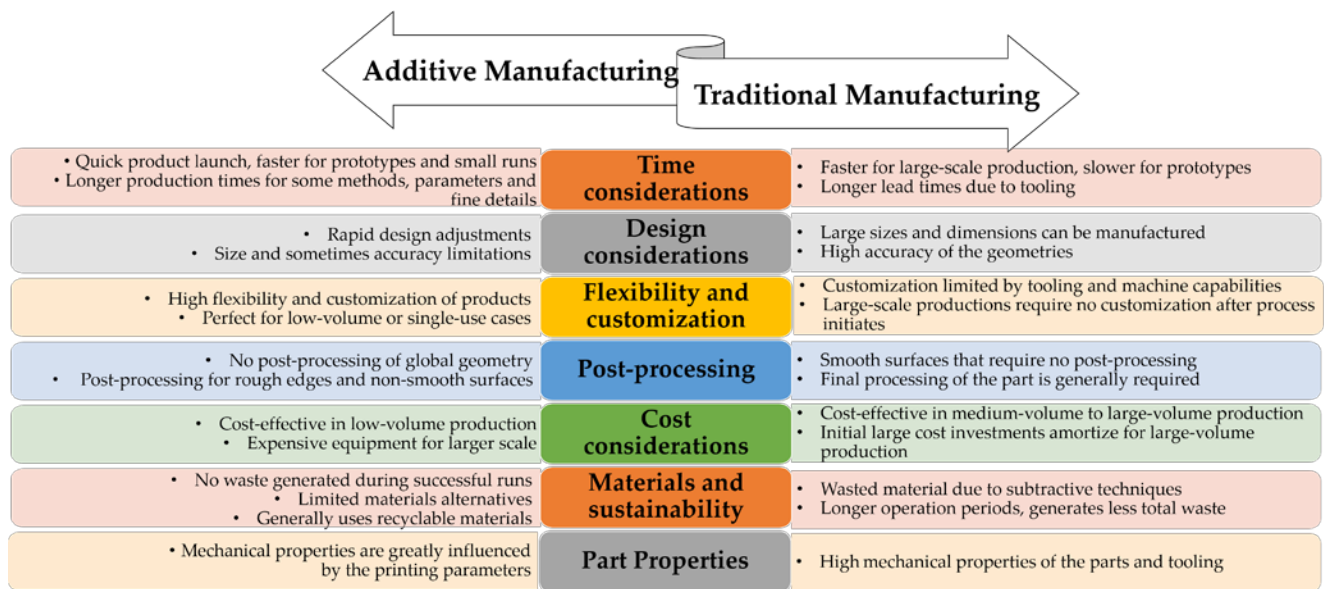 Additive Manufacturing
Traditional Manufacturing
• Quick product launch, faster for prototypes and small runs
• Longer production times for some methods, parameters and
fine details
Time
considerations
• Faster for large-scale production, slower for prototypes
• Longer lead times due to tooling
• Rapid design adjustments
• Size and sometimes accuracy limitations
Design
considerations
• Large sizes and dimensions can be manufactured
• High accuracy of the geometries
• High flexibility and customization of products
• Perfect for low-volume or single-use cases
Flexibility and
customization
• Customization limited by tooling and machine capabilities
• Large-scale productions require no customization after process
initiates
• No post-processing of global geometry
• Post-processing for rough edges and non-smooth surfaces
Post-processing
• Smooth surfaces that require no post-processing
• Final processing of the part is generally required
• Cost-effective in low-volume production
• Expensive equipment for larger scale
Cost
considerations
• Cost-effective in medium-volume to large-volume production
• Initial large cost investments amortize for large-volume
production
• No waste generated during successful runs
• Limited materials alternatives
• Generally uses recyclable materials
Materials and
sustainability
• Wasted material due to subtractive techniques
• Longer operation periods, generates less total waste
• Mechanical properties are greatly influenced
by the printing parameters
Part Properties
• High mechanical properties of the parts and tooling